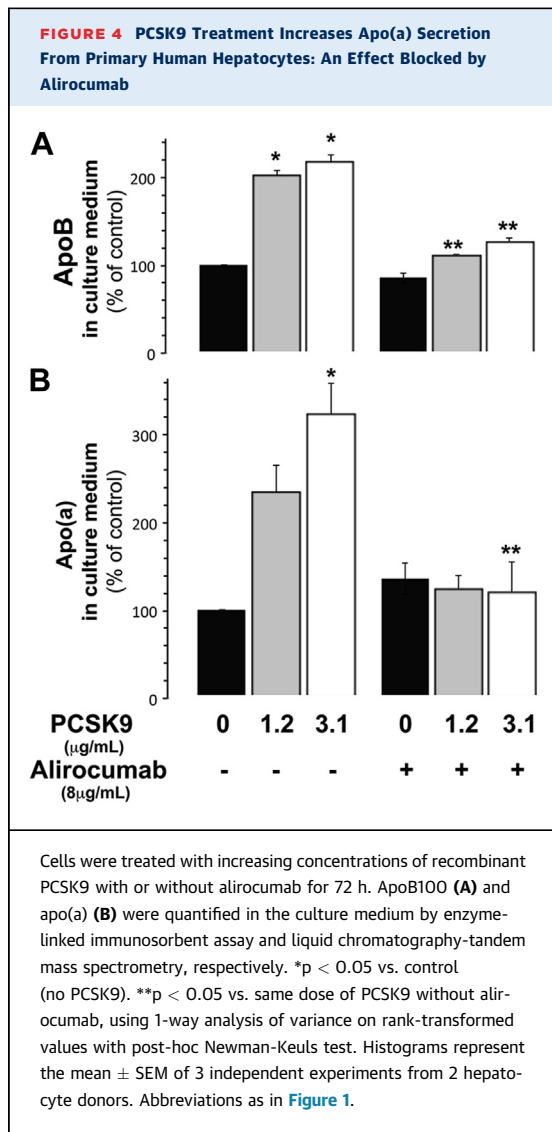 FIGURE 4 PCSK9 Treatment Increases Apo(a) Secretion
From Primary Human Hepatocytes: An Effect Blocked by
Alirocumab
A
ApoB
in culture medium
(% of control)
200
100
0
*
*
**
**
B
Apo(a)
in culture medium
(% of control)
300
200
100
0
*
**
PCSK9 0 1.2 3.1 0 1.2 3.1
(µg/mL)
Alirocumab - - - + + +
(8µg/mL)
Cells were treated with increasing concentrations of recombinant
PCSK9 with or without alirocumab for 72 h. ApoB100 (A) and
apo(a) (B) were quantified in the culture medium by enzyme-
linked immunosorbent assay and liquid chromatography-tandem
mass spectrometry, respectively. *p < 0.05 vs. control
(no PCSK9). **p < 0.05 vs. same dose of PCSK9 without alir-
ocumab, using 1-way analysis of variance on rank-transformed
values with post-hoc Newman-Keuls test. Histograms represent
the mean ± SEM of 3 independent experiments from 2 hepato-
cyte donors. Abbreviations as in Figure 1.